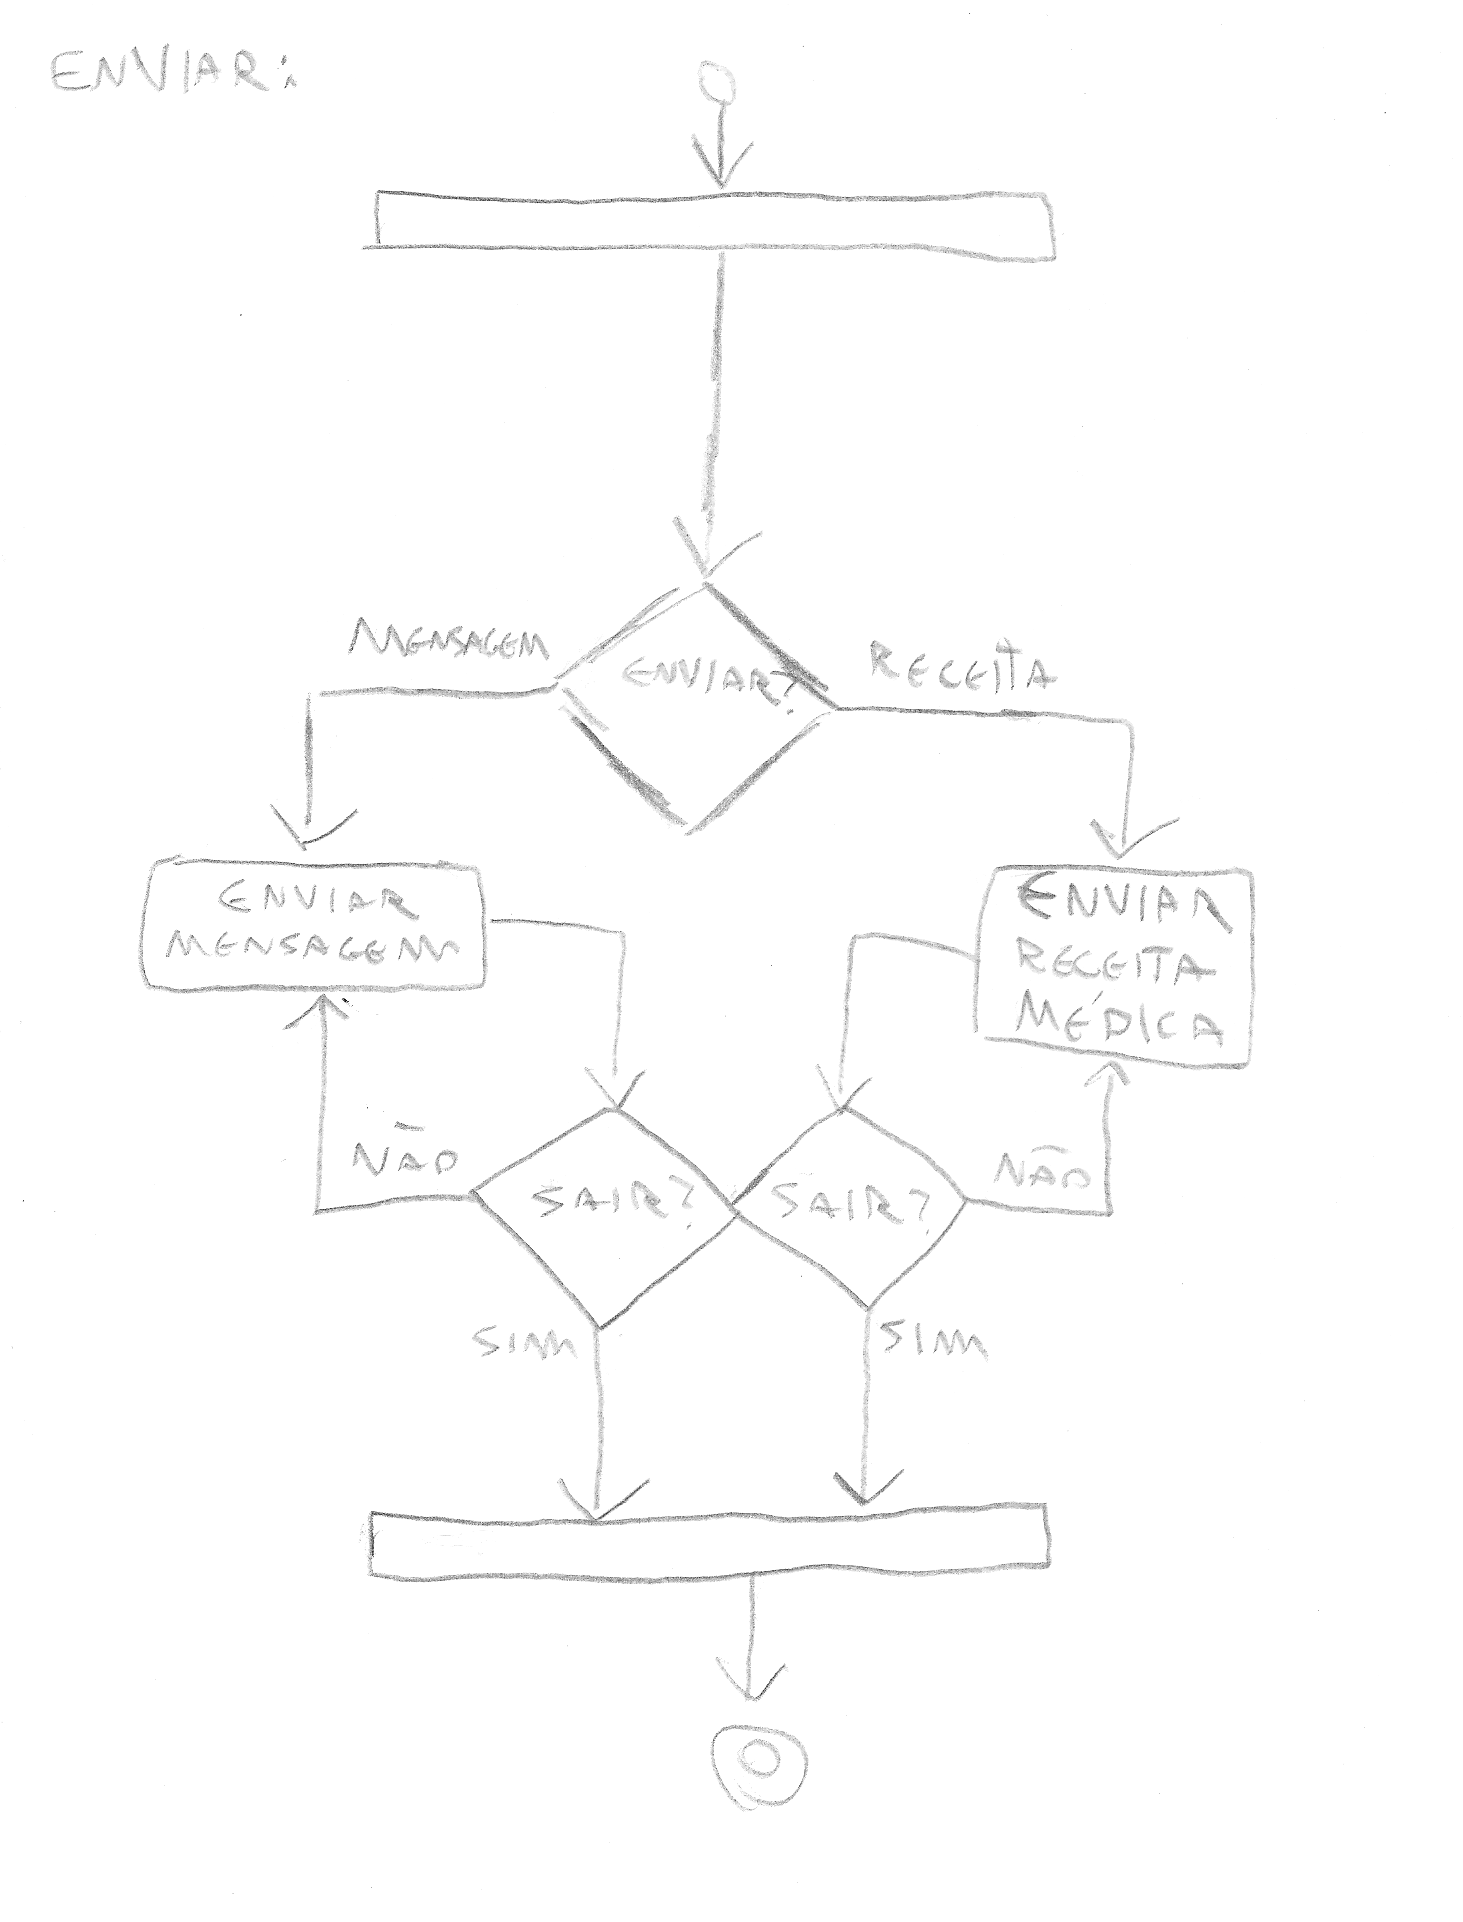 ENVIAR:
MENSAGEM
ENVIAR?
RECEITA
ENVIAR
MENSAGEM
ENVIAR
RECEITA
MÉDICA
NÃO
SAIR?
SAIR?
NÃO
SIM
SIM